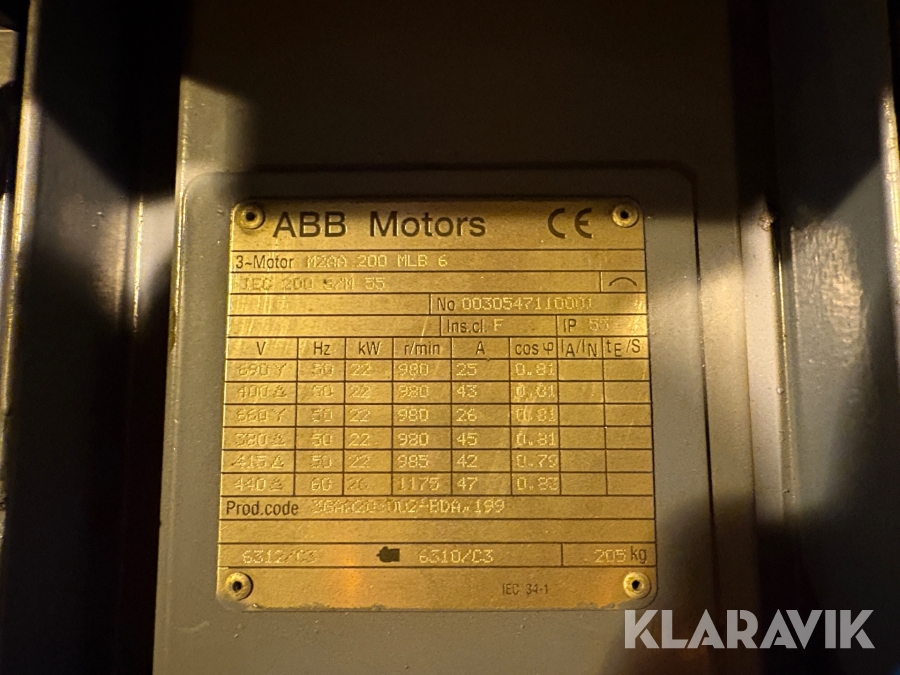 ABB Motors CE
3~Motor M2AA 200 MLB 6
IEC 200 S/M 55
No 0030547110001
Ins.cl. F IP 55
V Hz kW r/min A cos φ IA/IN tE/S
690 Y 50 22 980 25 0.81
400 Δ 50 22 980 43 0.81
660 Y 50 22 980 26 0.81
380 Δ 50 22 980 45 0.81
415 Δ 50 22 985 42 0.79
440 Δ 60 26 1175 47 0.83
Prod.code
6312/C3 6310/C3 205 kg
IEC 34-1
KLARAVIK